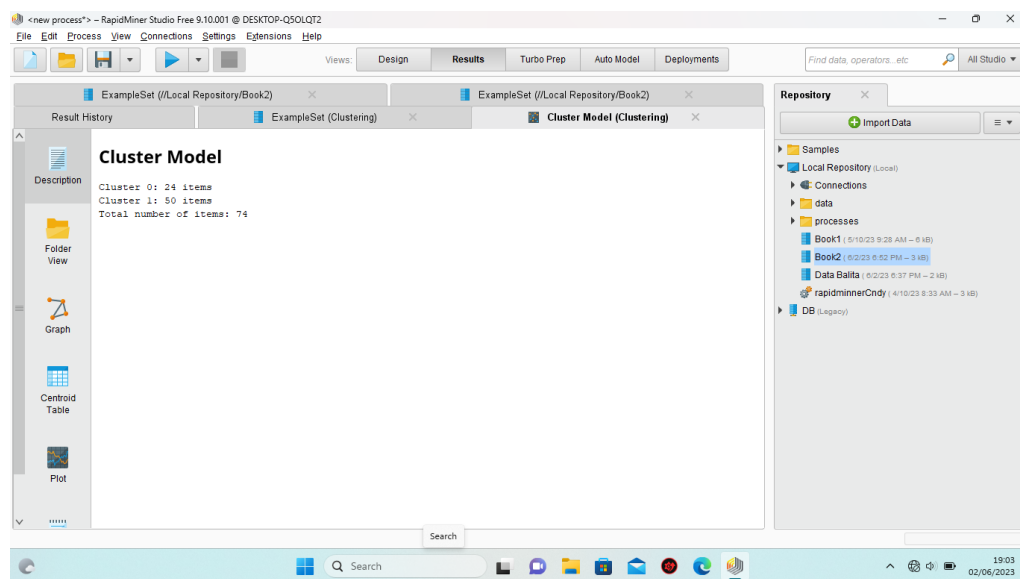 <new process*> – RapidMiner Studio Free 9.10.001 @ DESKTOP-Q5OLQT2
File Edit Process View Connections Settings Extensions Help
Views: Design Results Turbo Prep Auto Model Deployments Find data, operators...etc All Studio
ExampleSet (//Local Repository/Book2) ExampleSet (//Local Repository/Book2)
Result History ExampleSet (Clustering) Cluster Model (Clustering)
Description
Folder View
Graph
Centroid Table
Plot
Cluster Model
Cluster 0: 24 items
Cluster 1: 50 items
Total number of items: 74
Repository
Import Data
Samples
Local Repository (Local)
Connections
data
processes
Book1 ( 5/10/23 9:28 AM – 6 kB)
Book2 ( 6/2/23 6:52 PM – 3 kB)
Data Balita ( 6/2/23 6:37 PM – 2 kB)
rapidminnerCndy ( 4/10/23 8:33 AM – 3 kB)
DB (Legacy)
Search
Search
19:03
02/06/2023